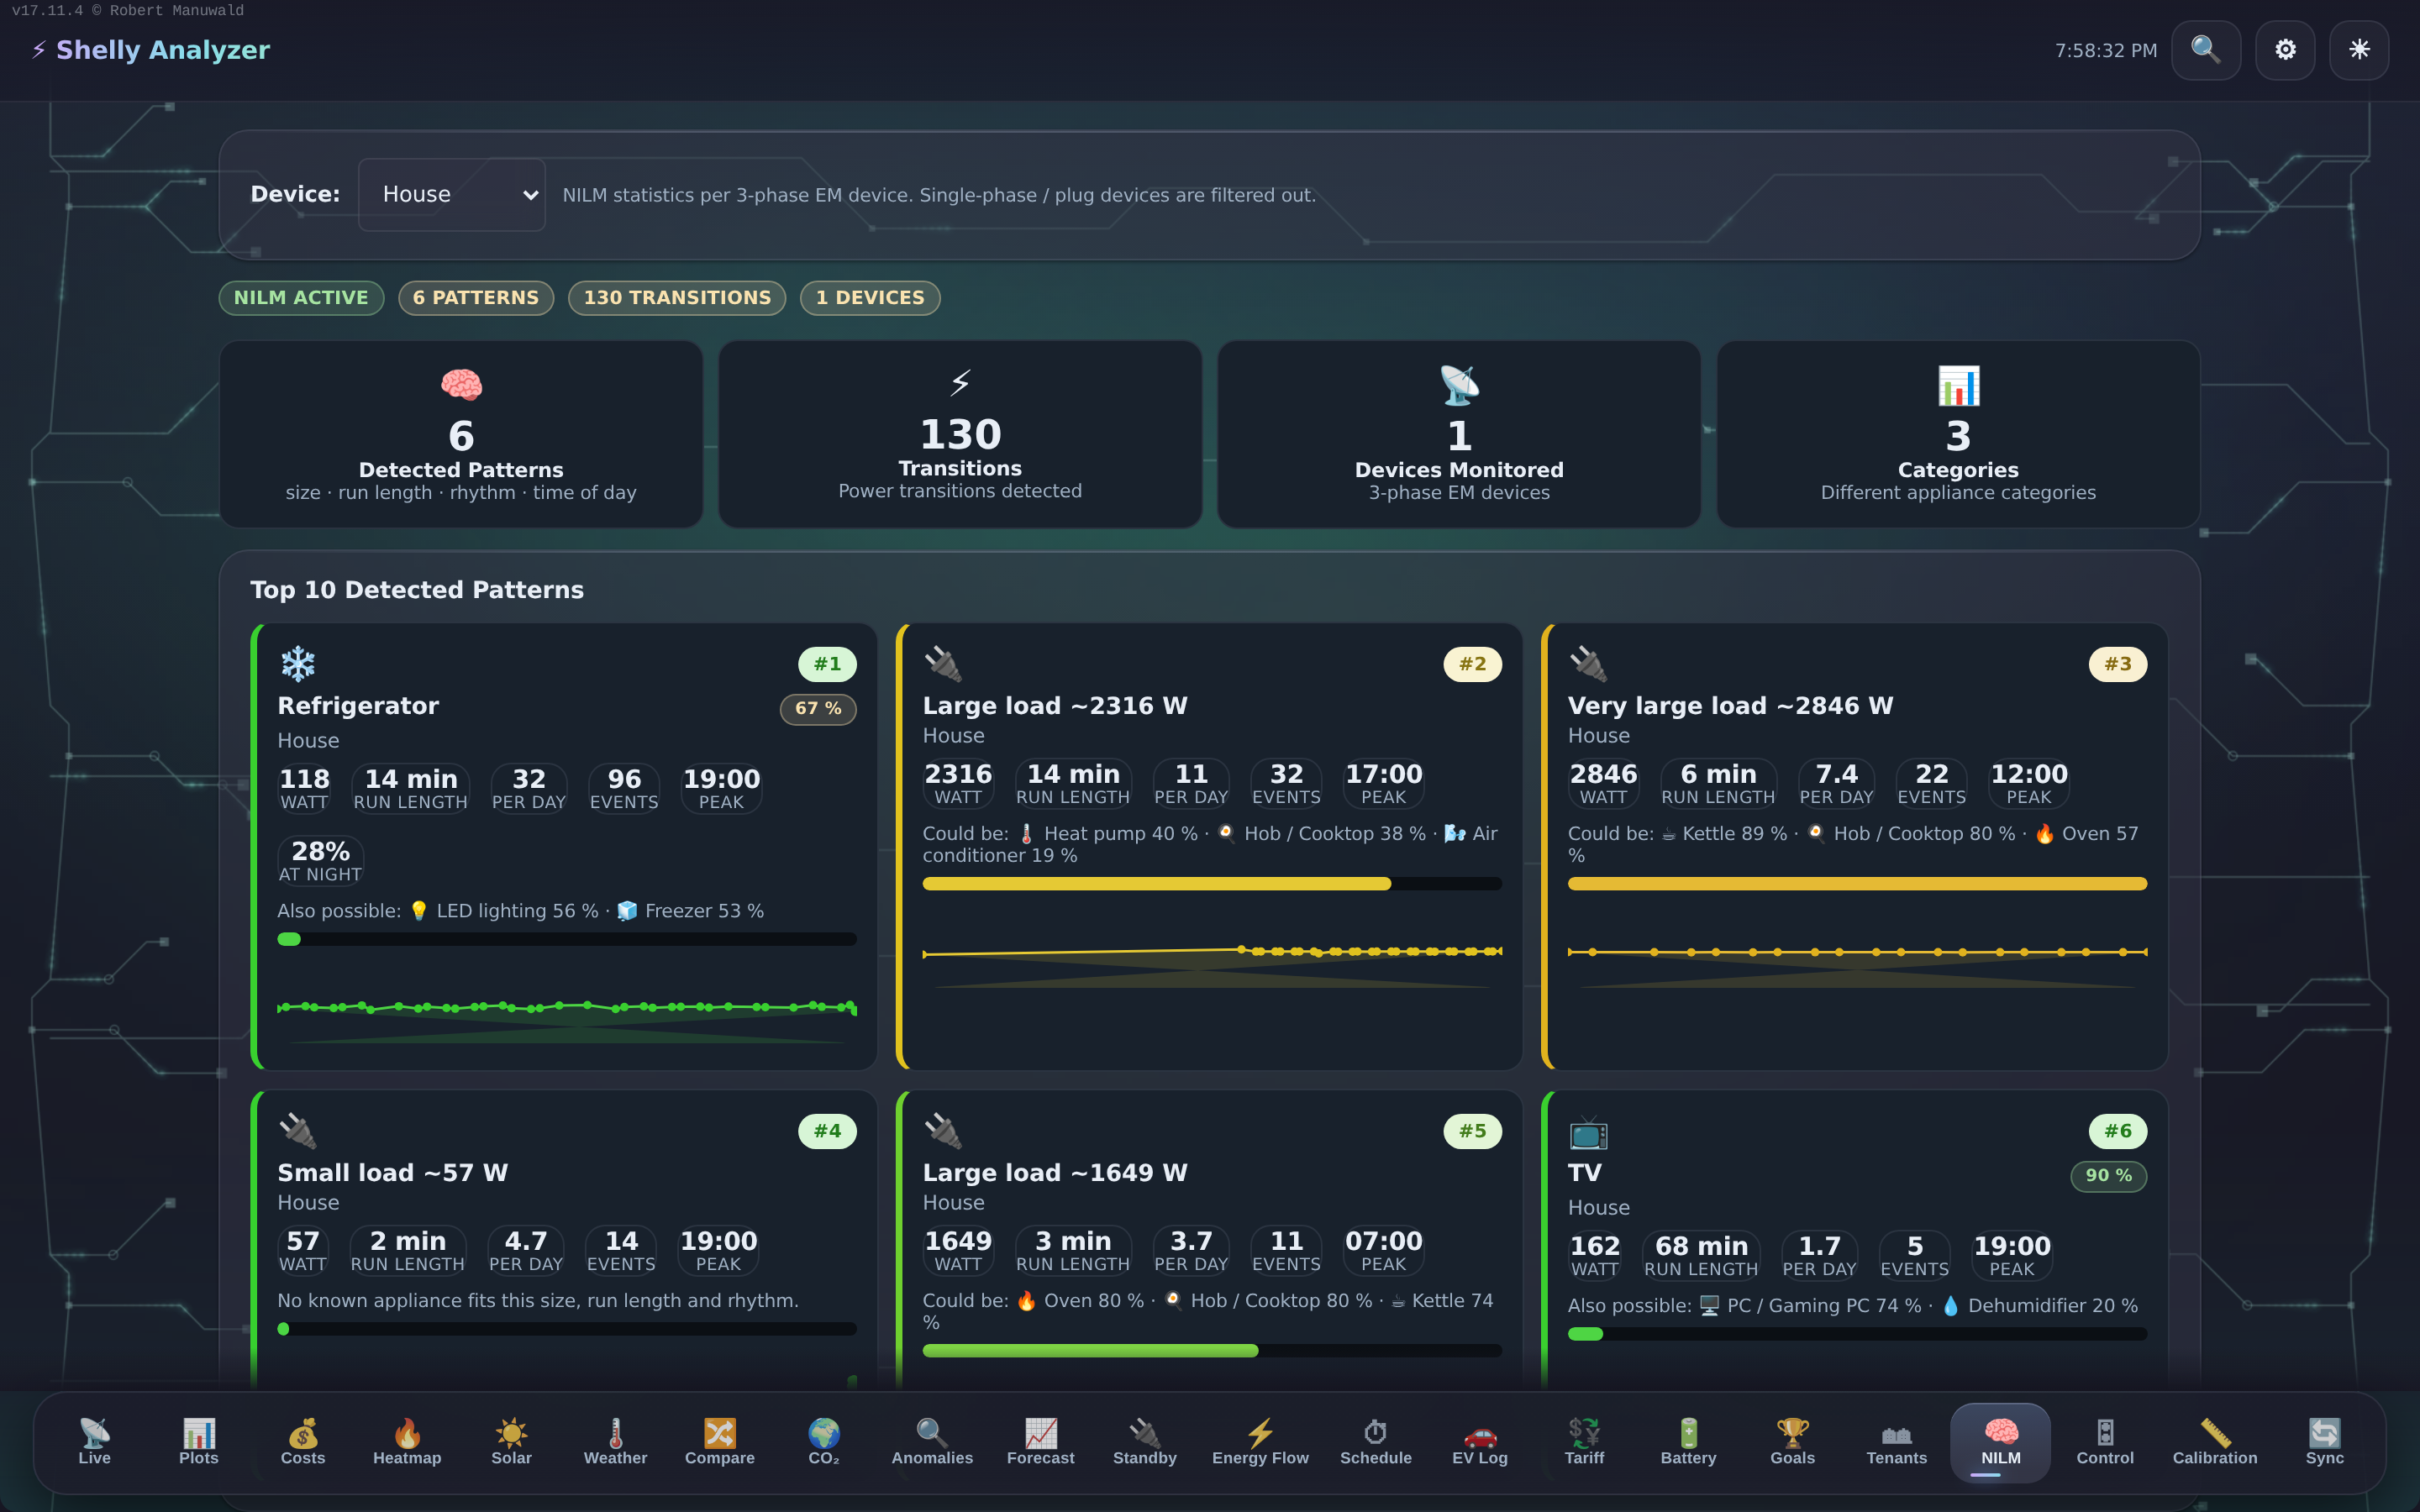 v17.11.4 © Robert Manuwald
⚡ Shelly Analyzer
7:58:32 PM
Device: House NILM statistics per 3-phase EM device. Single-phase / plug devices are filtered out.
NILM ACTIVE 6 PATTERNS 130 TRANSITIONS 1 DEVICES
6
Detected Patterns
size · run length · rhythm · time of day
130
Transitions
Power transitions detected
1
Devices Monitored
3-phase EM devices
3
Categories
Different appliance categories
Top 10 Detected Patterns
#1
Refrigerator 67 %
House
118 14 min 32 96 19:00
WATT RUN LENGTH PER DAY EVENTS PEAK
28%
AT NIGHT
Also possible: 💡 LED lighting 56 % · 🧊 Freezer 53 %
#2
Large load ~2316 W
House
2316 14 min 11 32 17:00
WATT RUN LENGTH PER DAY EVENTS PEAK
Could be: 🌡️ Heat pump 40 % · 🍳 Hob / Cooktop 38 % · 🌬️ Air
conditioner 19 %
#3
Very large load ~2846 W
House
2846 6 min 7.4 22 12:00
WATT RUN LENGTH PER DAY EVENTS PEAK
Could be: ☕ Kettle 89 % · 🍳 Hob / Cooktop 80 % · 🔥 Oven 57
%
#4
Small load ~57 W
House
57 2 min 4.7 14 19:00
WATT RUN LENGTH PER DAY EVENTS PEAK
No known appliance fits this size, run length and rhythm.
#5
Large load ~1649 W
House
1649 3 min 3.7 11 07:00
WATT RUN LENGTH PER DAY EVENTS PEAK
Could be: 🔥 Oven 80 % · 🍳 Hob / Cooktop 80 % · ☕ Kettle 74
%
#6
TV 90 %
House
162 68 min 1.7 5 19:00
WATT RUN LENGTH PER DAY EVENTS PEAK
Also possible: 🖥️ PC / Gaming PC 74 % · 💧 Dehumidifier 20 %
Live Plots Costs Heatmap Solar Weather Compare CO₂ Anomalies Forecast Standby Energy Flow Schedule EV Log Tariff Battery Goals Tenants NILM Control Calibration Sync